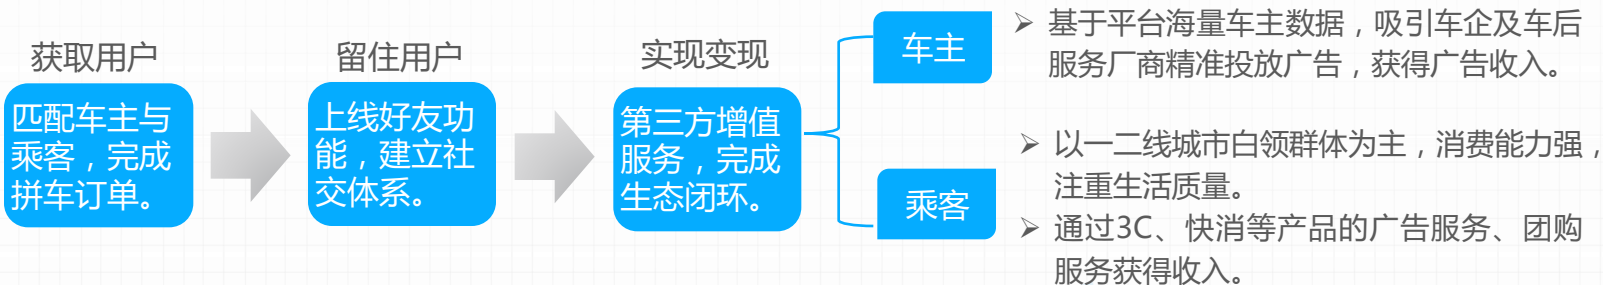 获取用户
匹配车主与
乘客，完成
拼车订单。
留住用户
上线好友功
能，建立社
交体系。
实现变现
第三方增值
服务，完成
生态闭环。
车主
➢ 基于平台海量车主数据，吸引车企及车后
服务厂商精准投放广告，获得广告收入。
乘客
➢ 以一二线城市白领群体为主，消费能力强，
注重生活质量。
➢ 通过3C、快消等产品的广告服务、团购
服务获得收入。